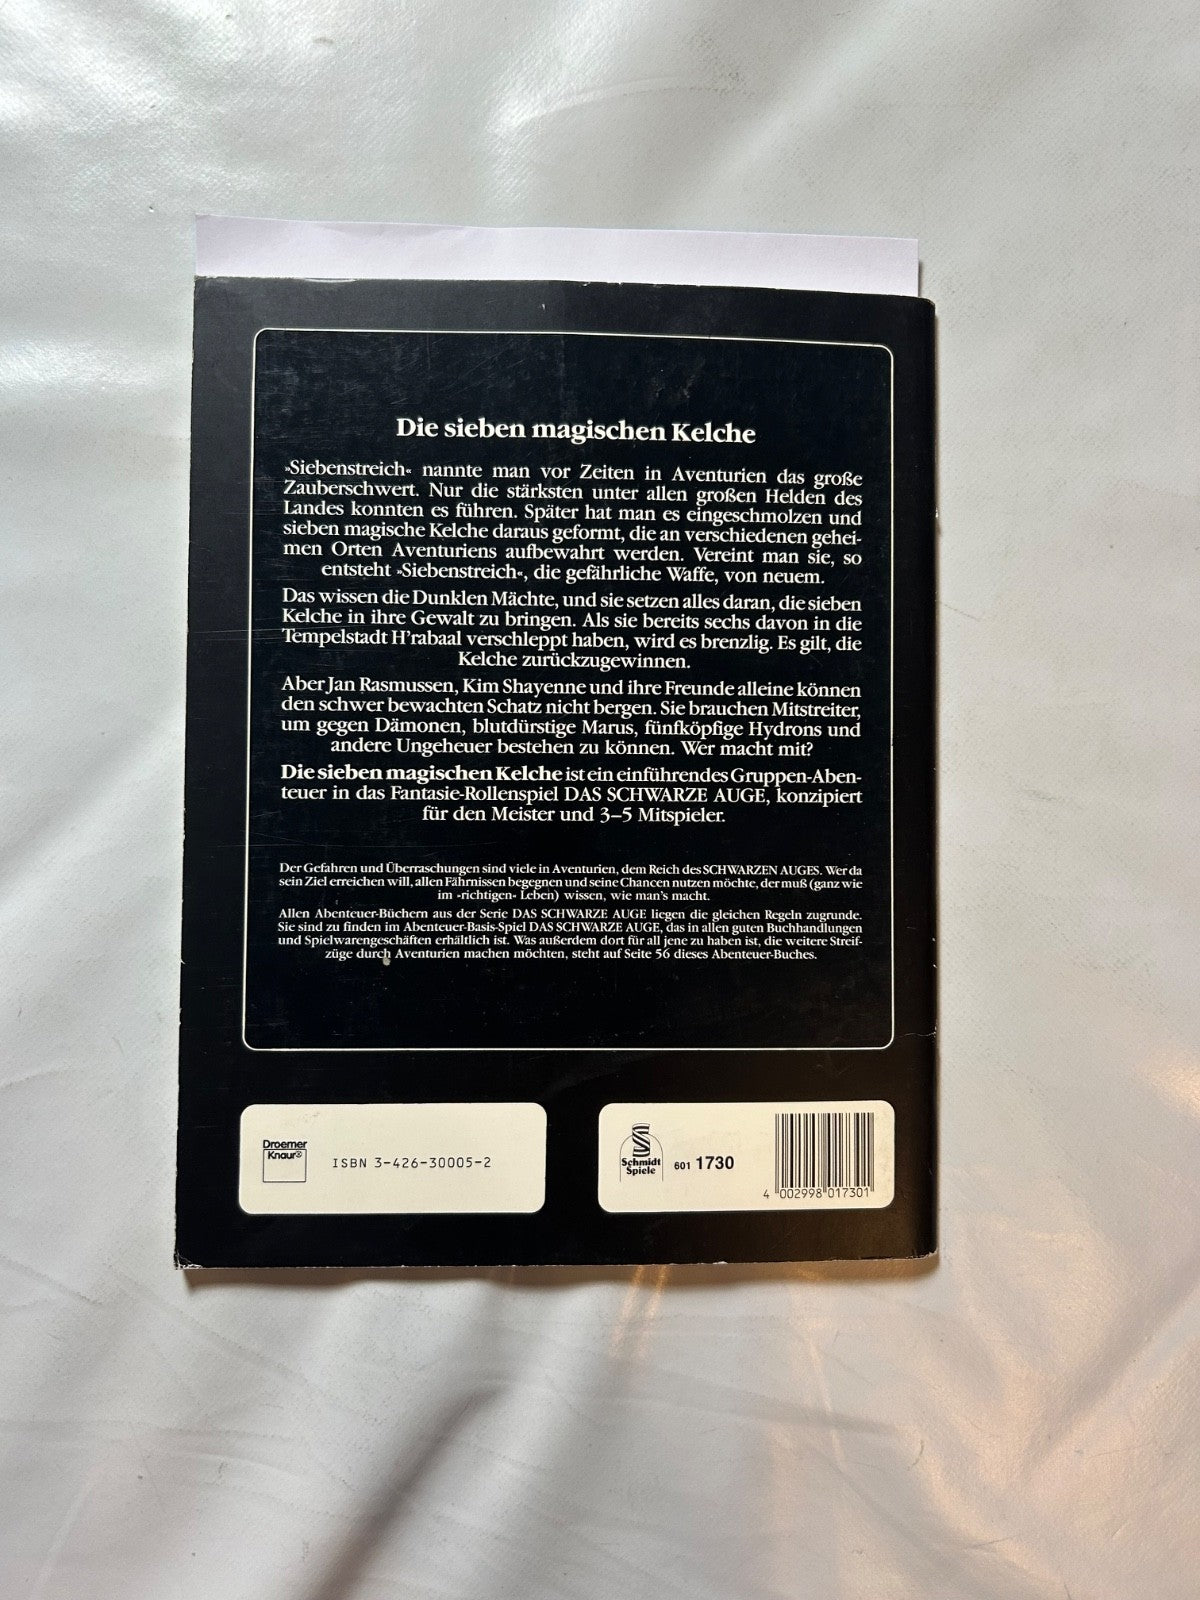 Die sieben magischen Kelche
»Siebenstreich« nannte man vor Zeiten in Aventurien das große
Zauberschwert. Nur die stärksten unter allen großen Helden des
Landes konnten es führen. Später hat man es eingeschmolzen und
sieben magische Kelche daraus geformt, die an verschiedenen gehei-
men Orten Aventuriens aufbewahrt werden. Vereint man sie, so
entsteht »Siebenstreich«, die gefährliche Waffe, von neuem.
Das wissen die Dunklen Mächte, und sie setzen alles daran, die sieben
Kelche in ihre Gewalt zu bringen. Als sie bereits sechs davon in die
Tempelstadt H'rabaal verschleppt haben, wird es brenzlig. Es gilt, die
Kelche zurückzugewinnen.
Aber Jan Rasmussen, Kim Shayenne und ihre Freunde alleine können
den schwer bewachten Schatz nicht bergen. Sie brauchen Mitstreiter,
um gegen Dämonen, blutdürstige Marus, fünfköpfige Hydrons und
andere Ungeheuer bestehen zu können. Wer macht mit?
Die sieben magischen Kelche ist ein einführendes Gruppen-Aben-
teuer in das Fantasie-Rollenspiel DAS SCHWARZE AUGE, konzipiert
für den Meister und 3–5 Mitspieler.
Der Gefahren und Überraschungen sind viele in Aventurien, dem Reich des SCHWARZEN AUGES. Wer da
sein Ziel erreichen will, allen Fährnissen begegnen und seine Chancen nutzen möchte, der muß (ganz wie
im »richtigen« Leben) wissen, wie man's macht.
Allen Abenteuer-Büchern aus der Serie DAS SCHWARZE AUGE liegen die gleichen Regeln zugrunde.
Sie sind zu finden im Abenteuer-Basis-Spiel DAS SCHWARZE AUGE, das in allen guten Buchhandlungen
und Spielwarengeschäften erhältlich ist. Was außerdem dort für all jene zu haben ist, die weitere Streif-
züge durch Aventurien machen möchten, steht auf Seite 56 dieses Abenteuer-Buches.
Droemer
Knaur®
ISBN 3-426-30005-2
Schmidt
Spiele
601 1730
4 002998 017301